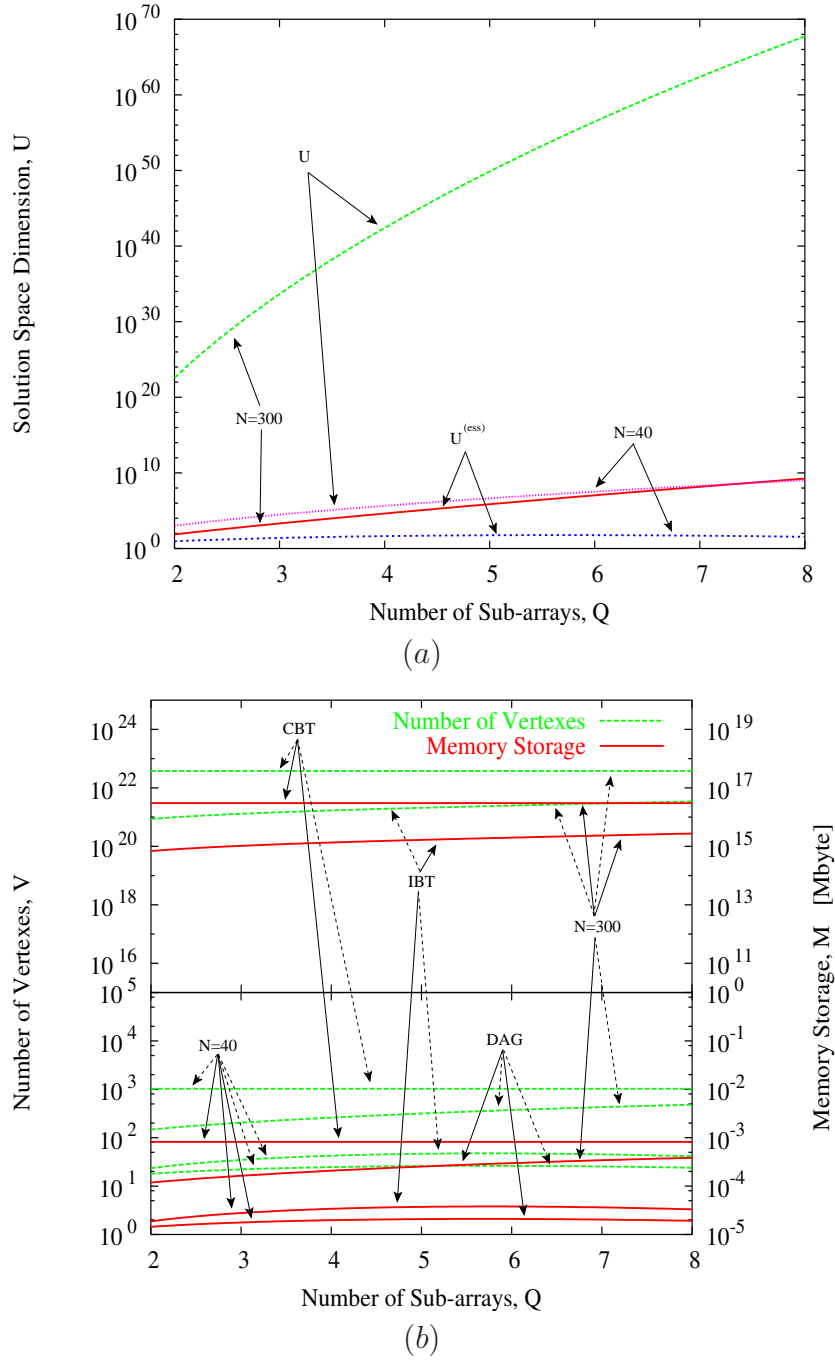 10^70
10^60
10^50
10^40
10^30
10^20
10^10
10^0
Solution Space Dimension, U
U
N=300
U^(ess)
N=40
2 3 4 5 6 7 8
Number of Sub-arrays, Q
(a)
CBT
Number of Vertexes
Memory Storage
10^24
10^22
10^20
10^18
10^16
10^5
10^4
10^3
10^2
10^1
10^0
Number of Vertexes, V
10^19
10^17
10^15
10^13
10^11
10^0
10^-1
10^-2
10^-3
10^-4
10^-5
Memory Storage, M [Mbyte]
IBT
N=300
N=40
DAG
2 3 4 5 6 7 8
Number of Sub-arrays, Q
(b)